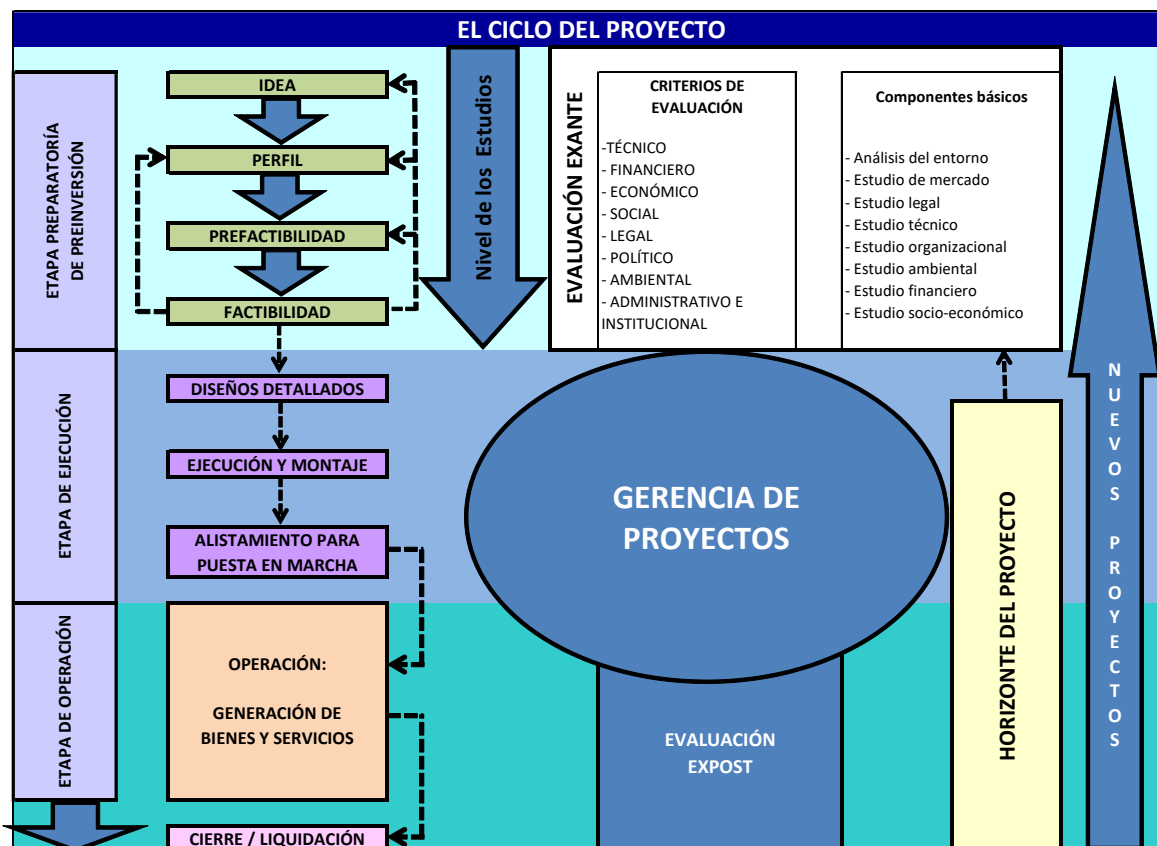 EL CICLO DEL PROYECTO
ETAPA PREPARATORÍA
DE PREINVERSIÓN
IDEA
PERFIL
PREFACTIBILIDAD
FACTIBILIDAD
Nivel de los Estudios
EVALUACIÓN EXANTE
CRITERIOS DE
EVALUACIÓN
-TÉCNICO
- FINANCIERO
- ECONÓMICO
- SOCIAL
- LEGAL
- POLÍTICO
- AMBIENTAL
- ADMINISTRATIVO E
INSTITUCIONAL
Componentes básicos
- Análisis del entorno
- Estudio de mercado
- Estudio legal
- Estudio técnico
- Estudio organizacional
- Estudio ambiental
- Estudio financiero
- Estudio socio-económico
ETAPA DE EJECUCIÓN
DISEÑOS DETALLADOS
EJECUCIÓN Y MONTAJE
ALISTAMIENTO PARA
PUESTA EN MARCHA
GERENCIA DE
PROYECTOS
HORIZONTE DEL PROYECTO
NUEVOS PROYECTOS
ETAPA DE OPERACIÓN
OPERACIÓN:
GENERACIÓN DE
BIENES Y SERVICIOS
EVALUACIÓN
EXPOST
CIERRE / LIQUIDACIÓN